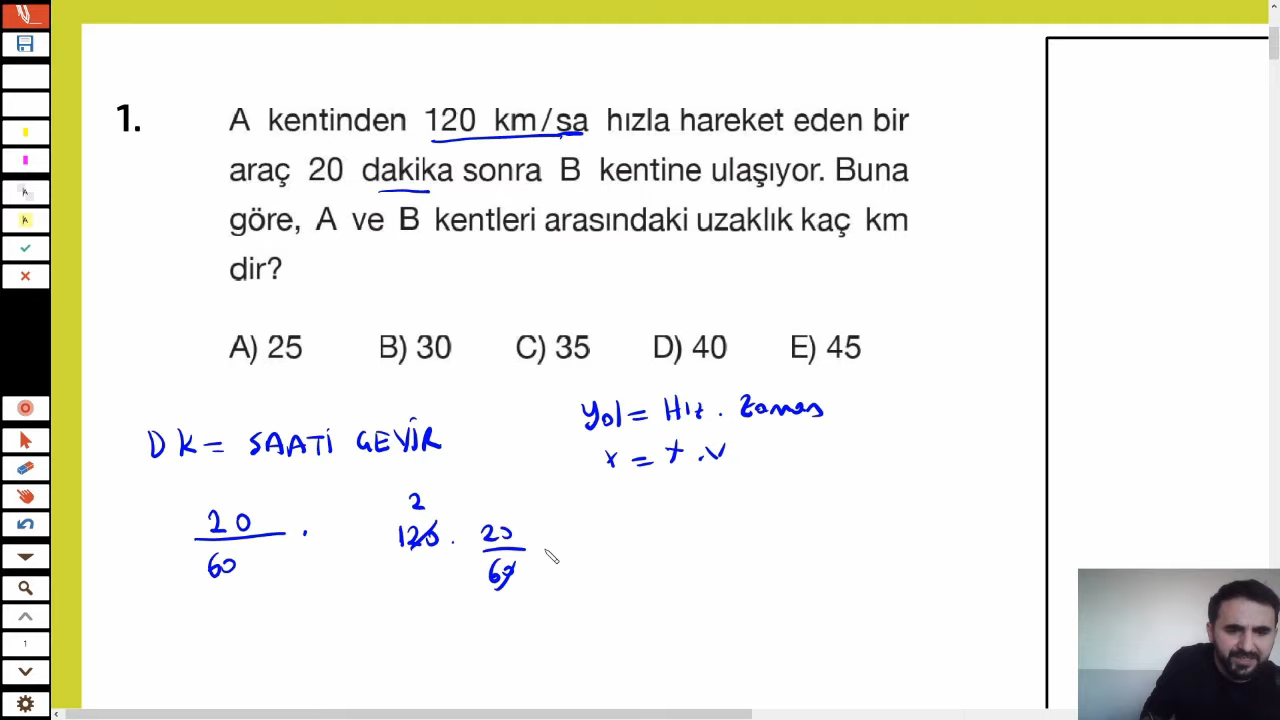 1. A kentinden 120 km/sa hızla hareket eden bir
araç 20 dakika sonra B kentine ulaşıyor. Buna
göre, A ve B kentleri arasındaki uzaklık kaç km
dir?
A) 25 B) 30 C) 35 D) 40 E) 45
Yol = Hız . Zaman
x = t . v
DK = SAATİ ÇEVİR
2
20 . 120 . 20
60 60
1